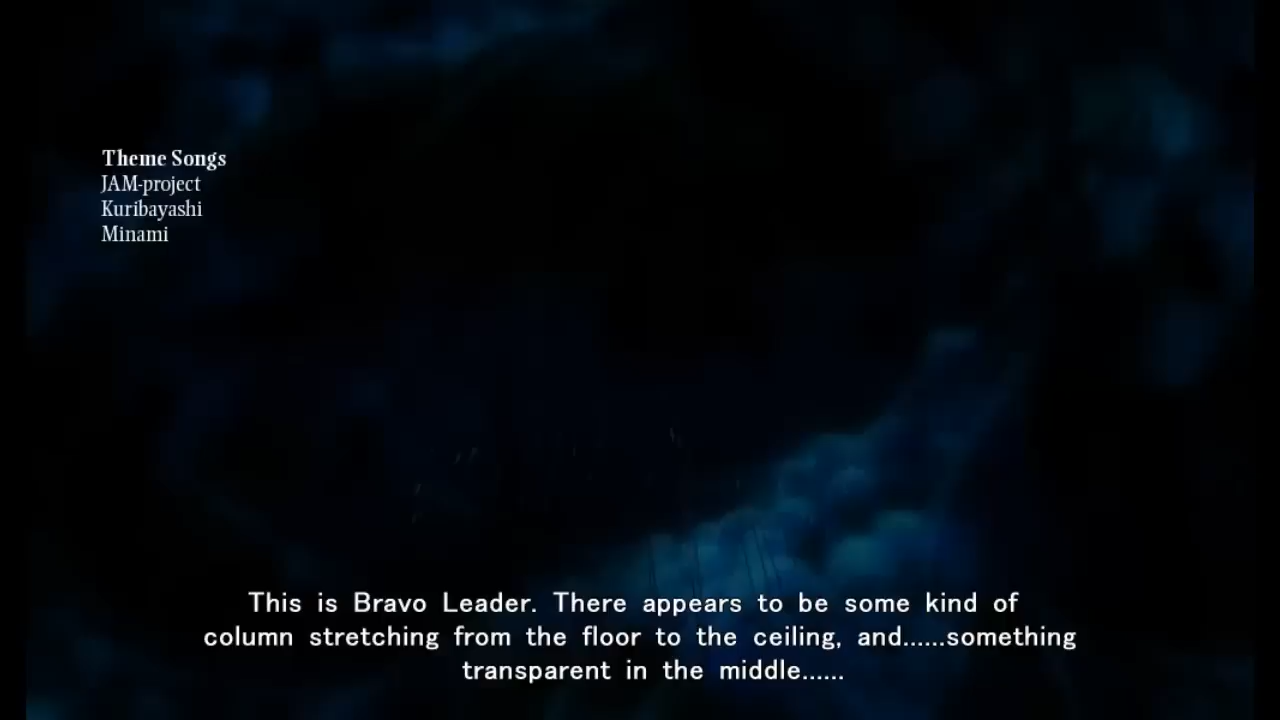 Theme Songs
JAM-project
Kuribayashi
Minami
This is Bravo Leader. There appears to be some kind of
column stretching from the floor to the ceiling, and......something
transparent in the middle......